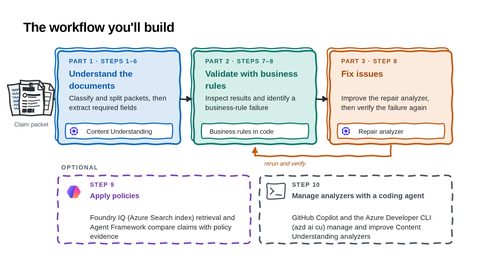 The workflow you'll build
PART 1 · STEPS 1–6
Understand the
documents
Classify and split packets, then
extract required fields
Content Understanding
PART 2 · STEPS 7–8
Validate with business
rules
Inspect results and identify a
business-rule failure
Business rules in code
PART 3 · STEP 8
Fix issues
Improve the repair analyzer,
then verify the failure again
Repair analyzer
Claim packet
rerun and verify
OPTIONAL
STEP 9
Apply policies
Foundry IQ (Azure Search index) retrieval and
Agent Framework compare claims with policy
evidence
STEP 10
Manage analyzers with a coding agent
GitHub Copilot and the Azure Developer CLI
(azd ai cu) manage and improve Content
Understanding analyzers